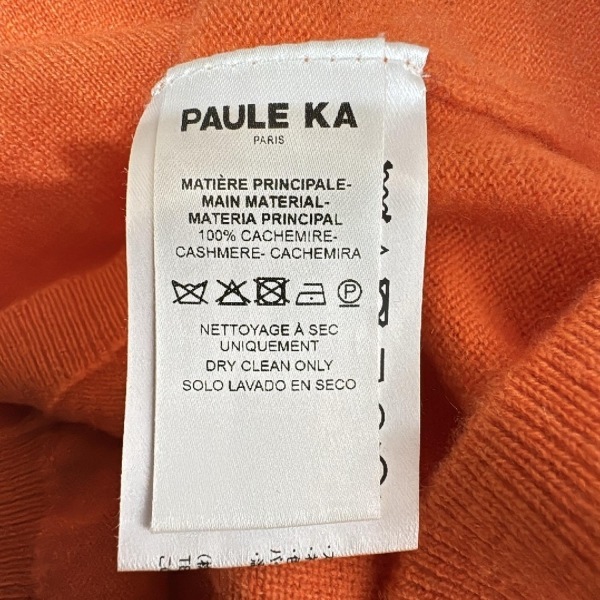 PAULE KA
PARIS
MATIÈRE PRINCIPALE-
MAIN MATERIAL-
MATERIA PRINCIPAL
100% CACHEMIRE-
CASHMERE- CACHEMIRA
NETTOYAGE À SEC
UNIQUEMENT
DRY CLEAN ONLY
SOLO LAVADO EN SECO